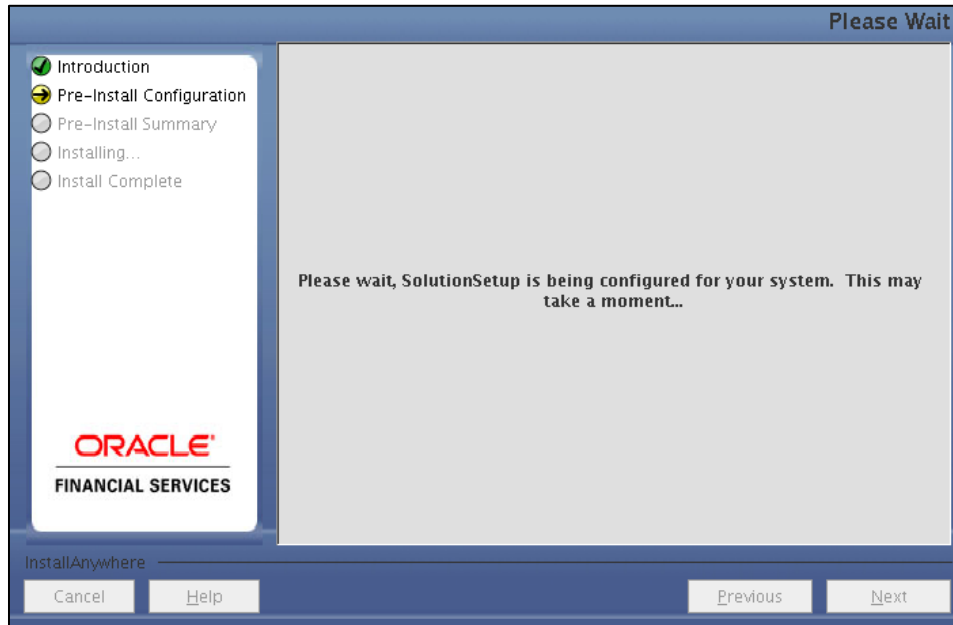 Please Wait
Introduction
Pre-Install Configuration
Pre-Install Summary
Installing...
Install Complete
Please wait, SolutionSetup is being configured for your system. This may
take a moment...
ORACLE'
FINANCIAL SERVICES
InstallAnywhere
Cancel
Help
Previous
Next